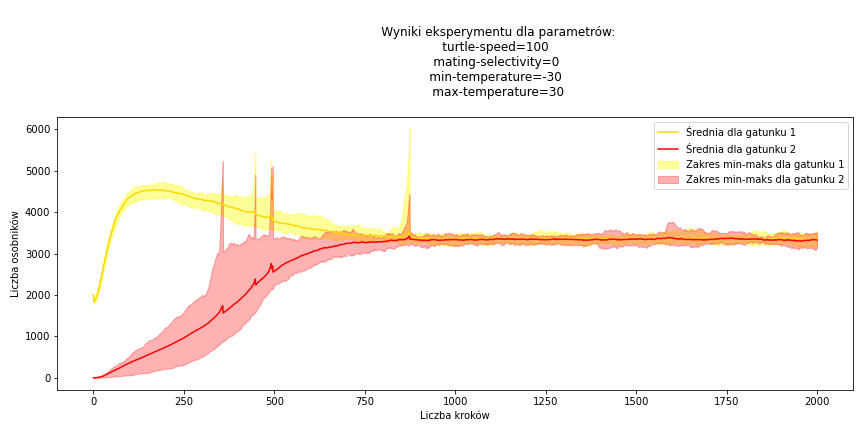 Wyniki eksperymentu dla parametrów:
turtle-speed=100
mating-selectivity=0
min-temperature=-30
max-temperature=30
Liczba osobników
6000
5000
4000
3000
2000
1000
0
Średnia dla gatunku 1
Średnia dla gatunku 2
Zakres min-maks dla gatunku 1
Zakres min-maks dla gatunku 2
0 250 500 750 1000 1250 1500 1750 2000
Liczba kroków